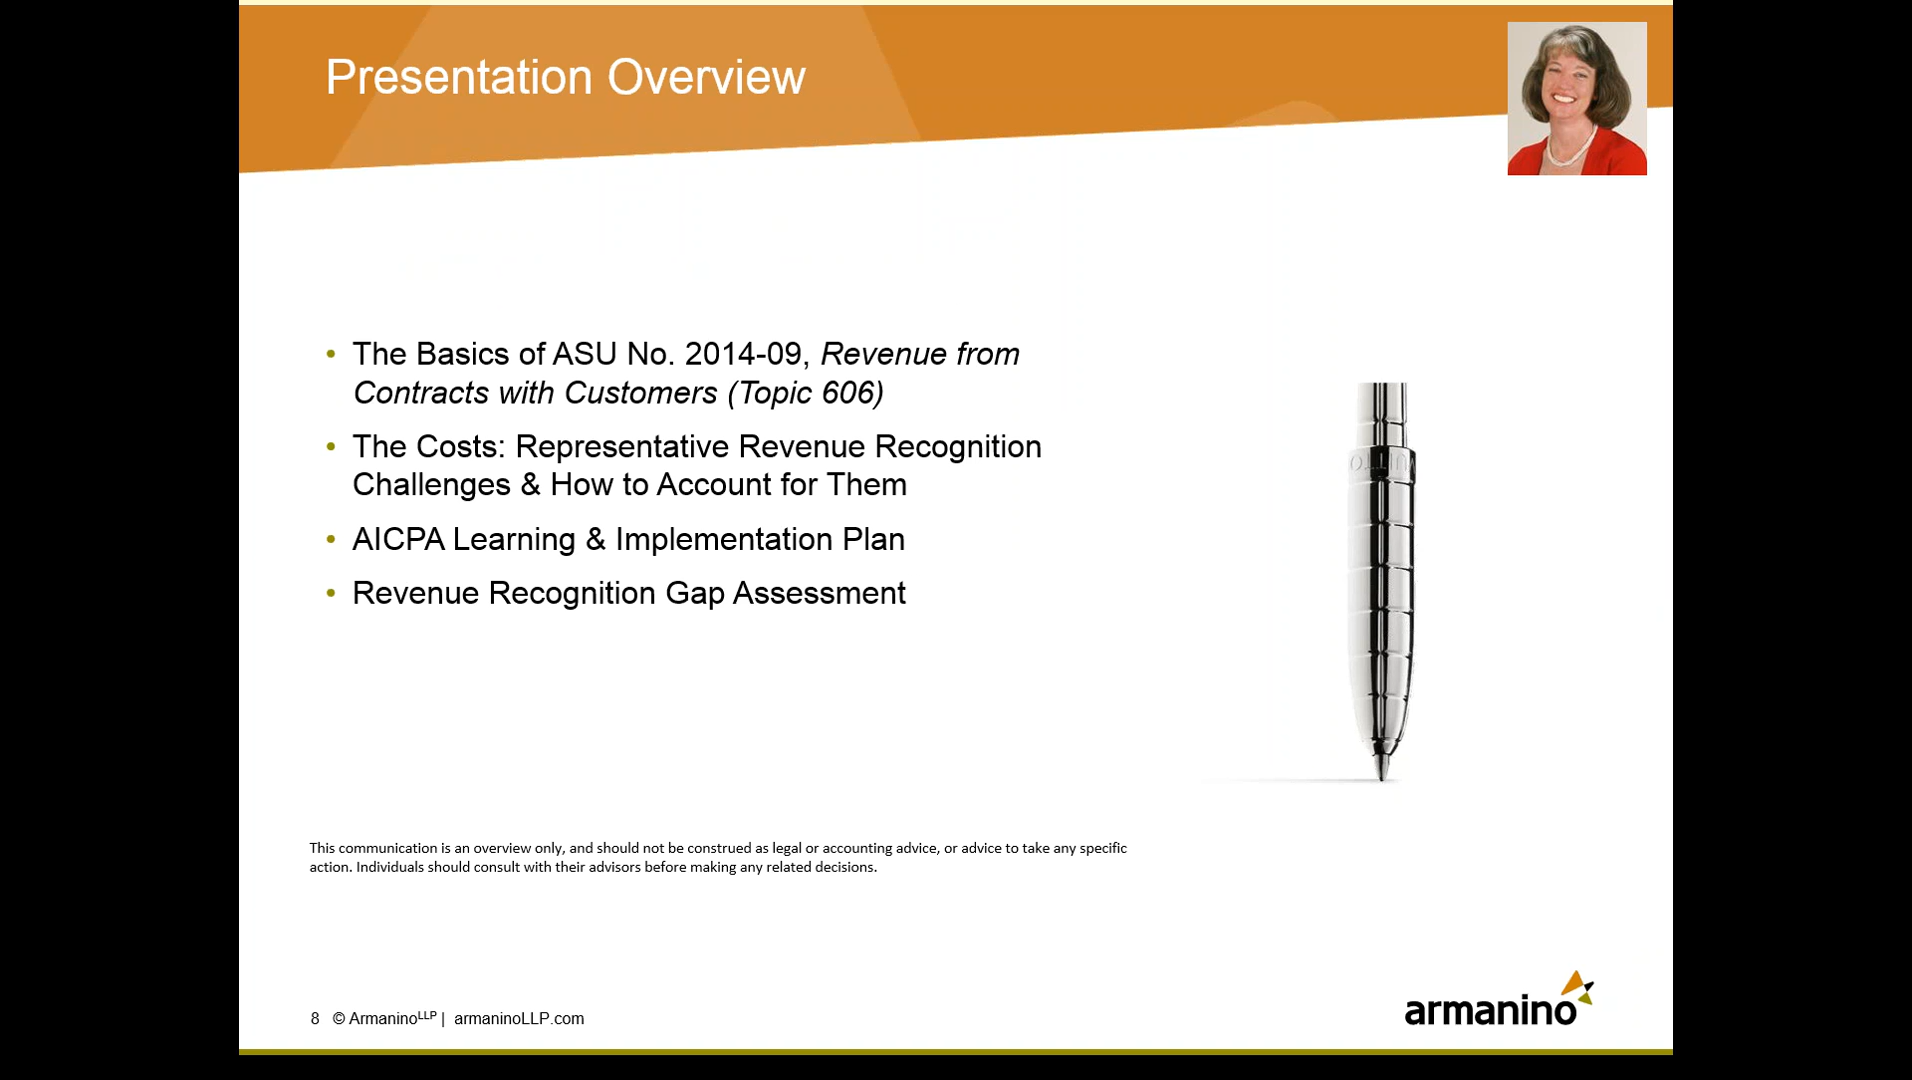 Presentation Overview
• The Basics of ASU No. 2014-09, Revenue from
Contracts with Customers (Topic 606)
• The Costs: Representative Revenue Recognition
Challenges & How to Account for Them
• AICPA Learning & Implementation Plan
• Revenue Recognition Gap Assessment
This communication is an overview only, and should not be construed as legal or accounting advice, or advice to take any specific
action. Individuals should consult with their advisors before making any related decisions.
8 © ArmaninoLLP | armaninoLLP.com
armanino